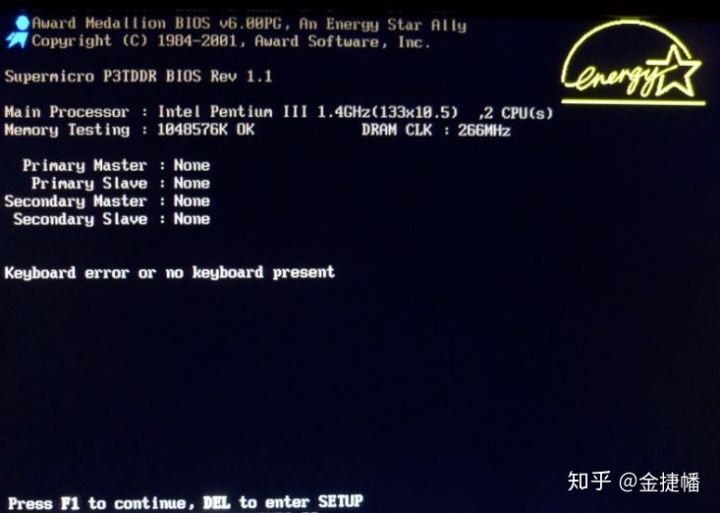 Award Medallion BIOS v6.00PG, An Energy Star Ally
Copyright (C) 1984-2001, Award Software, Inc.
energy
Supermicro P3TDDR BIOS Rev 1.1
Main Processor : Intel Pentium III 1.4GHz(133x10.5) ,2 CPU(s)
Memory Testing : 1048576K OK DRAM CLK : 266MHz
Primary Master : None
Primary Slave : None
Secondary Master : None
Secondary Slave : None
Keyboard error or no keyboard present
Press F1 to continue, DEL to enter SETUP
知乎 @金捷幡